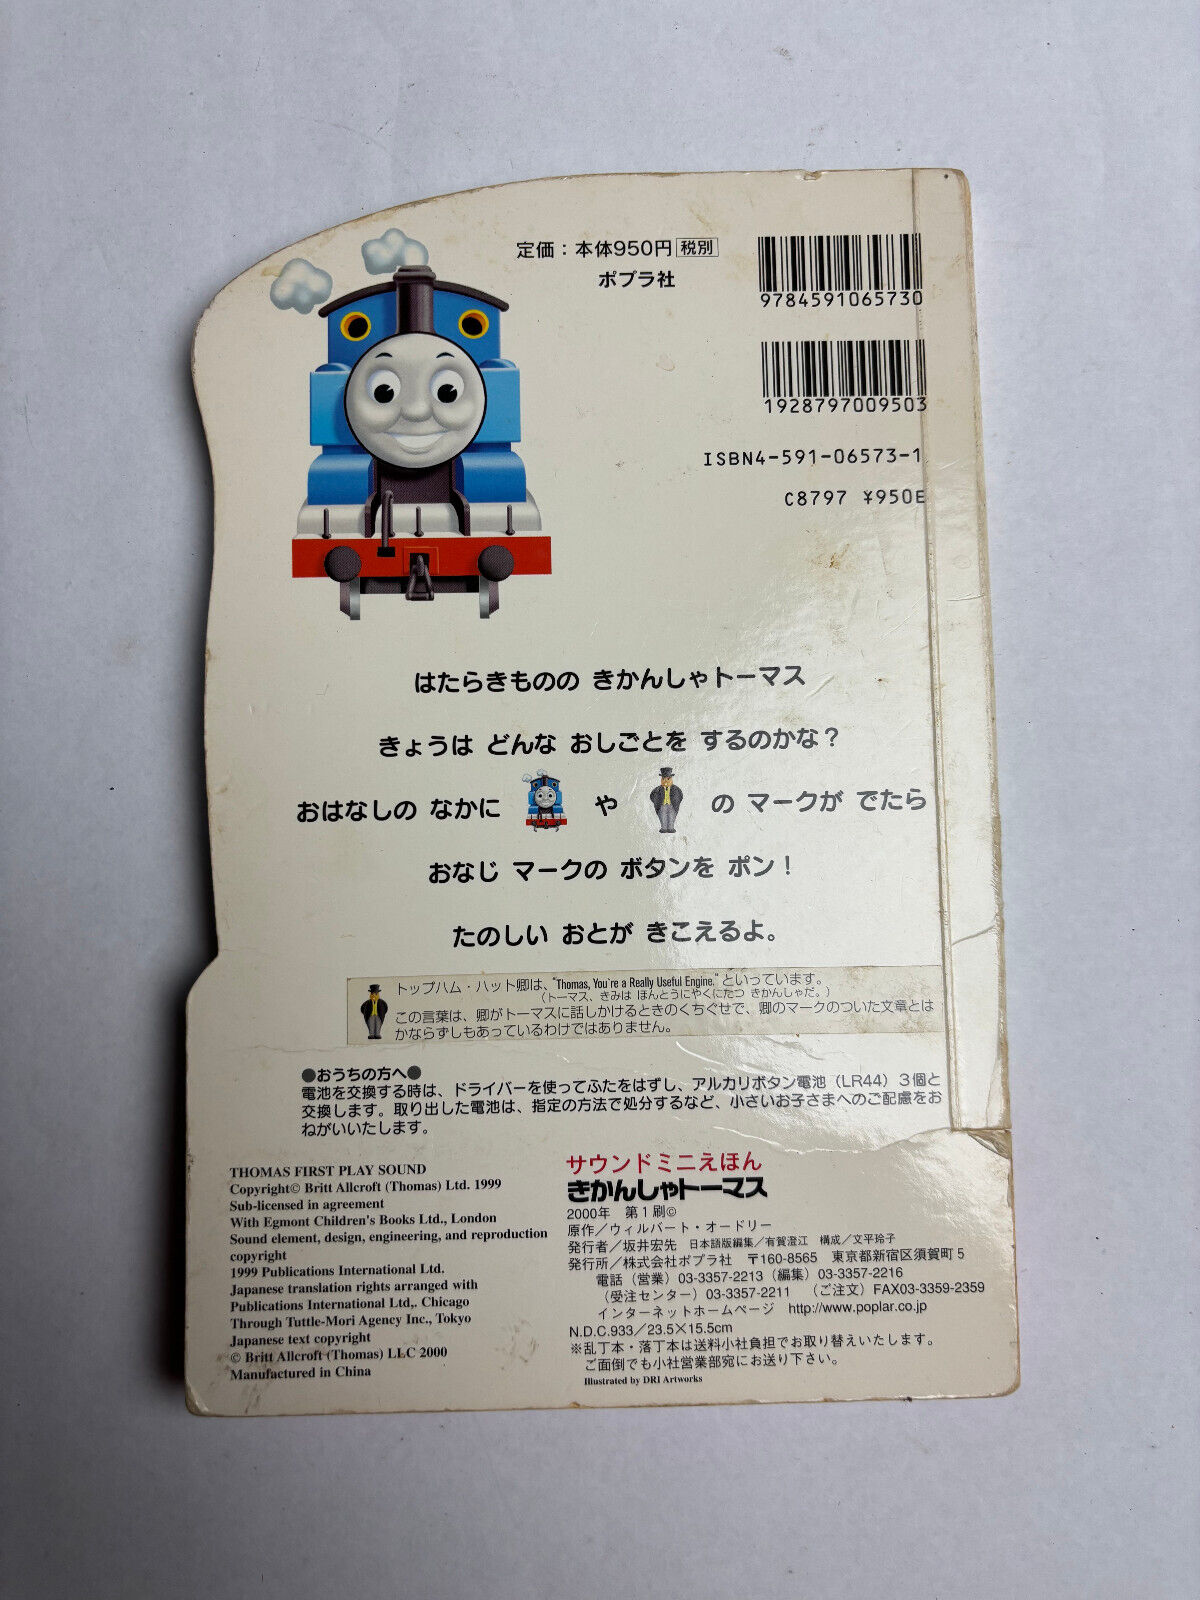 定価：本体950円 税別
ポプラ社
9784591065730
1928797009503
ISBN4-591-06573-1
C8797 ¥950E
はたらきものの きかんしゃトーマス
きょうは どんな おしごとを するのかな？
おはなしの なかに や の マークが でたら
おなじ マークの ボタンを ポン！
たのしい おとが きこえるよ。
トップハム・ハット卿は、"Thomas, You're a Really Useful Engine."といっています。
（トーマス、きみは ほんとうにやくにたつ きかんしゃだ。）
この言葉は、卿がトーマスに話しかけるときのくちぐせで、卿のマークのついた文章とは
かならずしもあっているわけではありません。
●おうちの方へ●
電池を交換する時は、ドライバーを使ってふたをはずし、アルカリボタン電池（LR44）３個と
交換します。取り出した電池は、指定の方法で処分するなど、小さいお子さまへのご配慮をお
ねがいいたします。
THOMAS FIRST PLAY SOUND
Copyright© Britt Allcroft (Thomas) Ltd. 1999
Sub-licensed in agreement
With Egmont Children's Books Ltd., London
Sound element, design, engineering, and reproduction
copyright
1999 Publications International Ltd.
Japanese translation rights arranged with
Publications International Ltd,. Chicago
Through Tuttle-Mori Agency Inc., Tokyo
Japanese text copyright
© Britt Allcroft (Thomas) LLC 2000
Manufactured in China
サウンドミニえほん
きかんしゃトーマス
2000年 第１刷©
原作／ウィルバート・オードリー
発行者／坂井宏先 日本語版編集／有賀澄江 構成／文平玲子
発行所／株式会社ポプラ社 〒160-8565 東京都新宿区須賀町５
電話（営業）03-3357-2213（編集）03-3357-2216
（受注センター）03-3357-2211 （ご注文）FAX03-3359-2359
インターネットホームページ http://www.poplar.co.jp
N.D.C.933／23.5×15.5cm
※乱丁本・落丁本は送料小社負担でお取り替えいたします。
ご面倒でも小社営業部宛にお送り下さい。
Illustrated by DRI Artworks